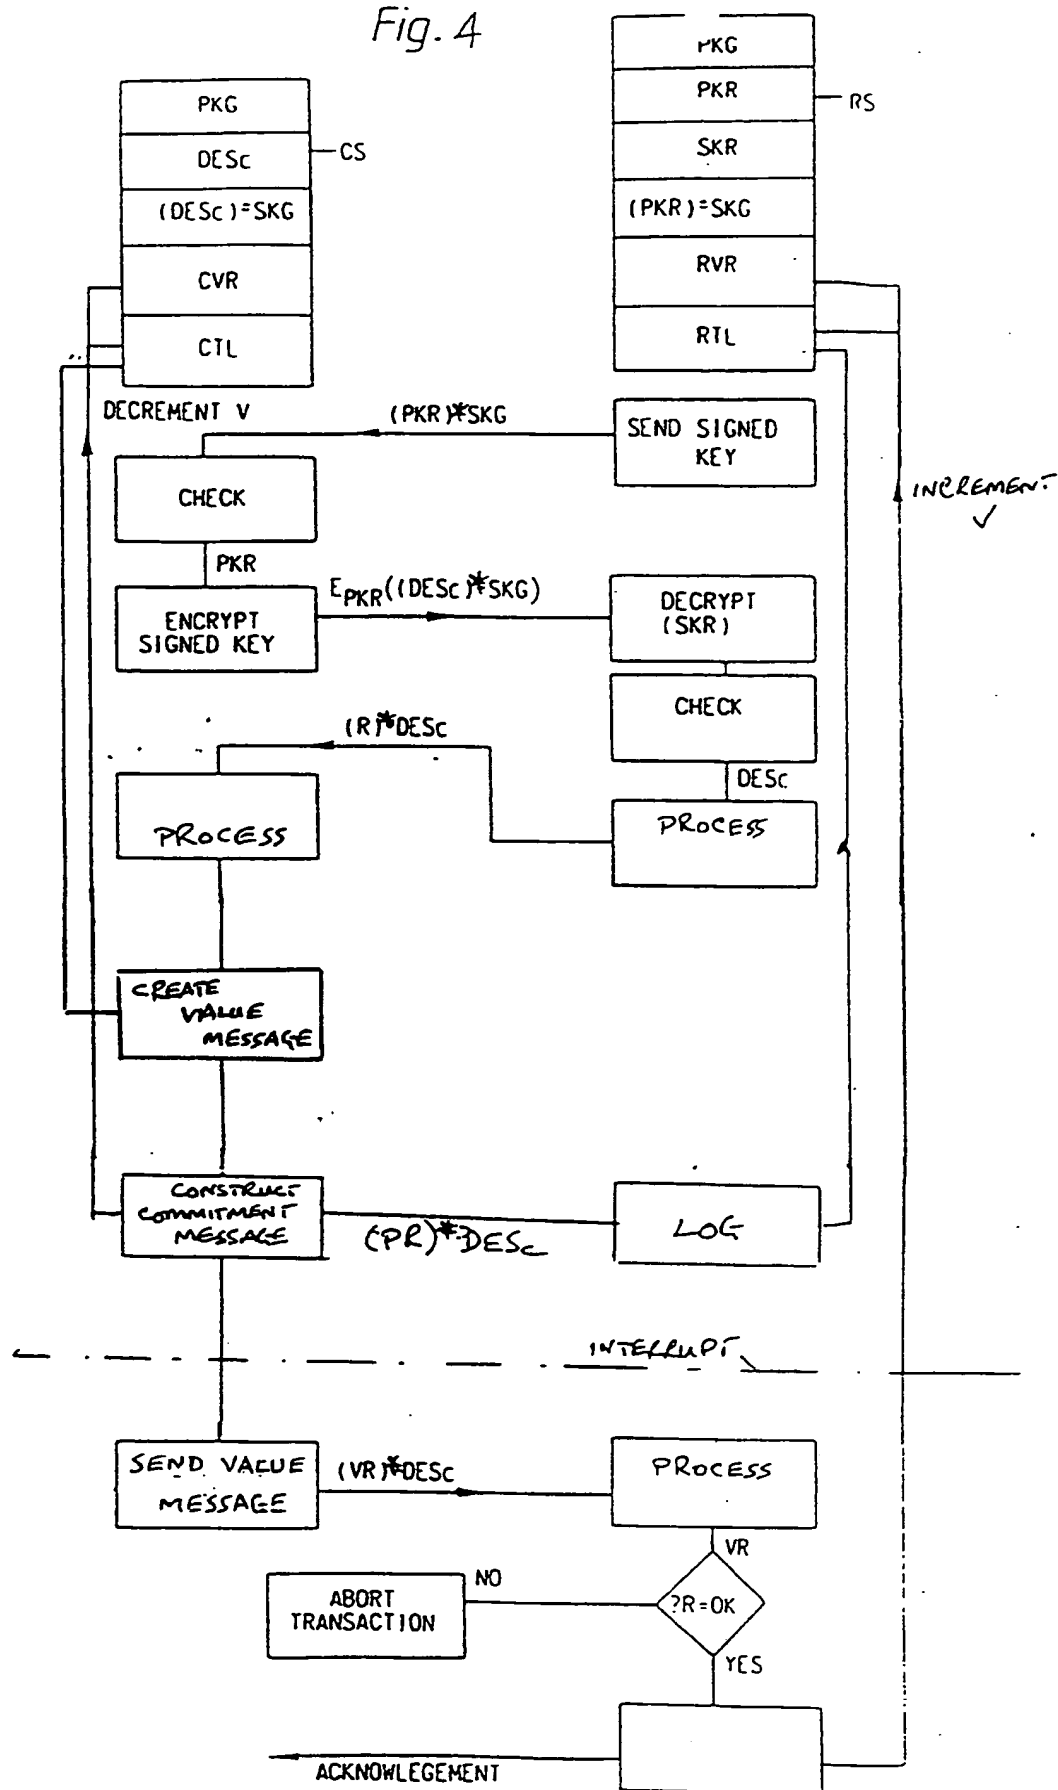 Fig. 4
PKG
DESc
CS
(DESc)=SKG
CVR
CTL
PKG
PKR
RS
SKR
(PKR)=SKG
RVR
RTL
DECREMENT V
(PKR)*SKG
SEND SIGNED
KEY
CHECK
INCREMENT
V
PKR
ENCRYPT
SIGNED KEY
EPKR((DESc)*SKG)
DECRYPT
(SKR)
CHECK
(R)*DESc
DESc
PROCESS
PROCESS
CREATE
VALUE
MESSAGE
CONSTRUCT
COMMITMENT
MESSAGE
(PR)*DESc
LOG
INTERRUPT
SEND VALUE
MESSAGE
(VR)*DESc
PROCESS
VR
ABORT
TRANSACTION
NO
?R=OK
YES
ACKNOWLEGEMENT